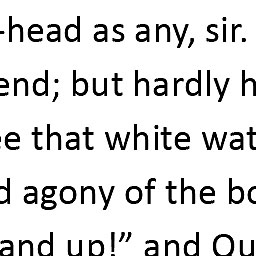 -head as any, sir.
end; but hardly h
ee that white wat
d agony of the bo
and up!” and Qu